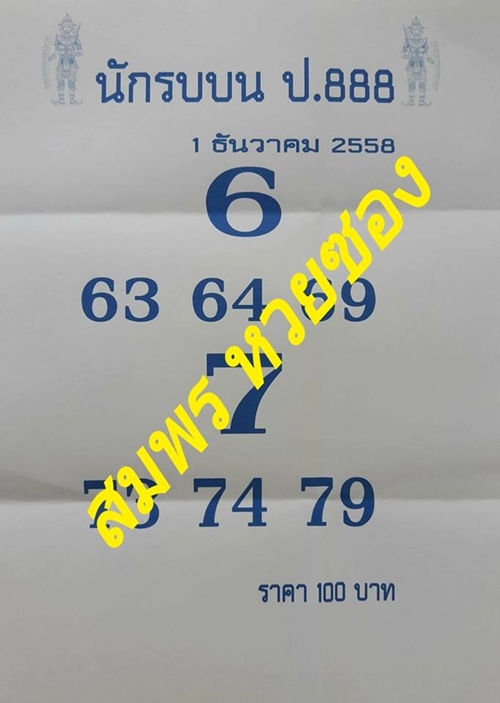 นักรบบน ป.888
1 ธันวาคม 2558
6
63 64 69
7
73 74 79
ราคา 100 บาท
สมพร หวยซอง